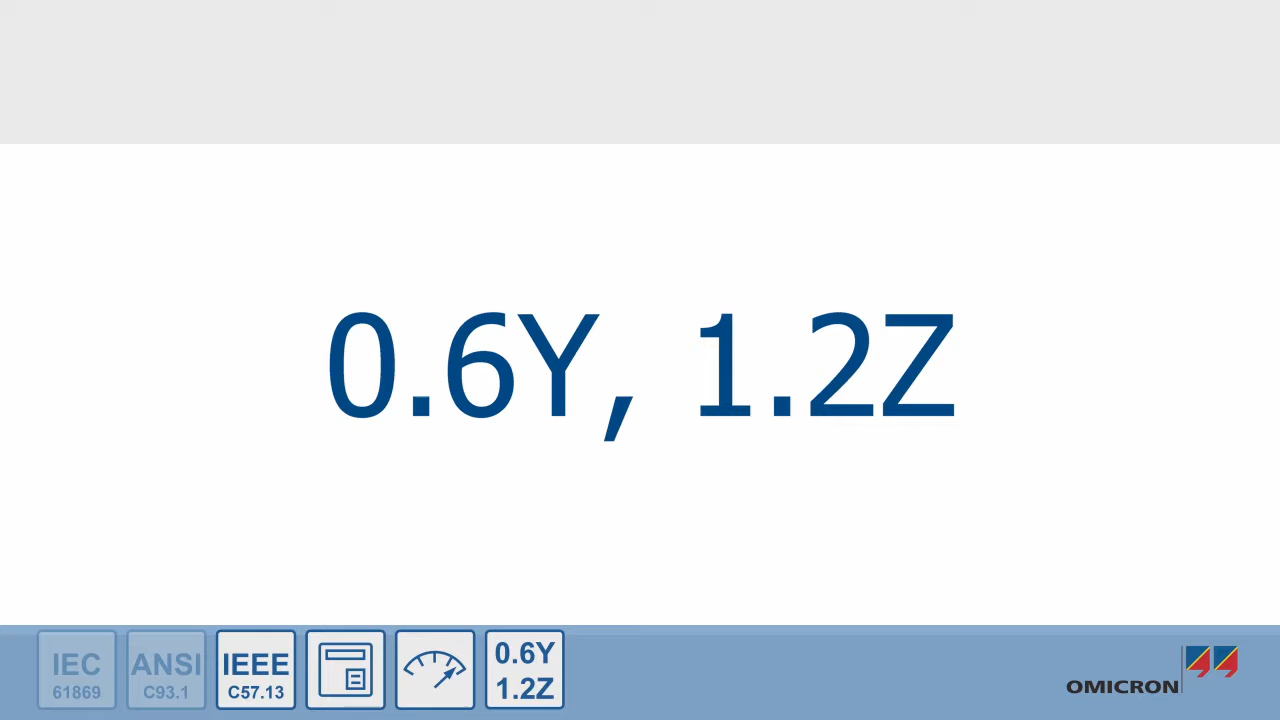 0.6Y, 1.2Z
IEC
61869
ANSI
C93.1
IEEE
C57.13
0.6Y
1.2Z
OMICRON